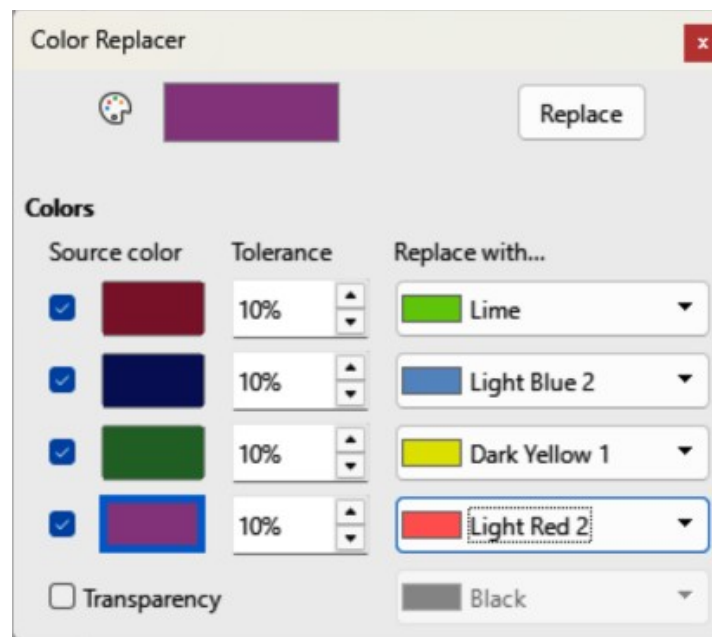 Color Replacer
Replace
Colors
Source color Tolerance Replace with...
10% Lime
10% Light Blue 2
10% Dark Yellow 1
10% Light Red 2
Transparency Black